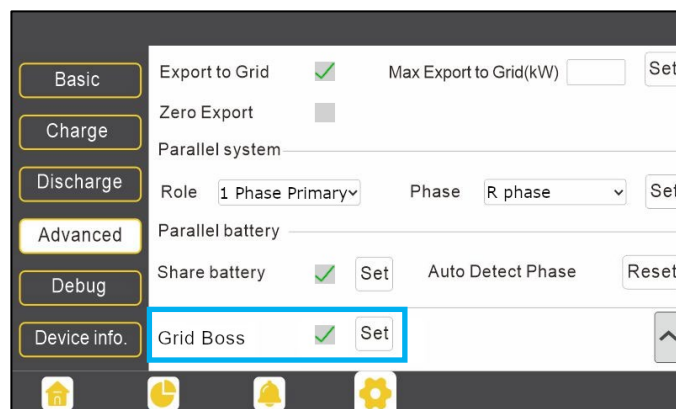 Basic
Charge
Discharge
Advanced
Debug
Device info.
Export to Grid Max Export to Grid(kW) Set
Zero Export
Parallel system
Role 1 Phase Primary Phase R phase Set
Parallel battery
Share battery Set Auto Detect Phase Reset
Grid Boss Set